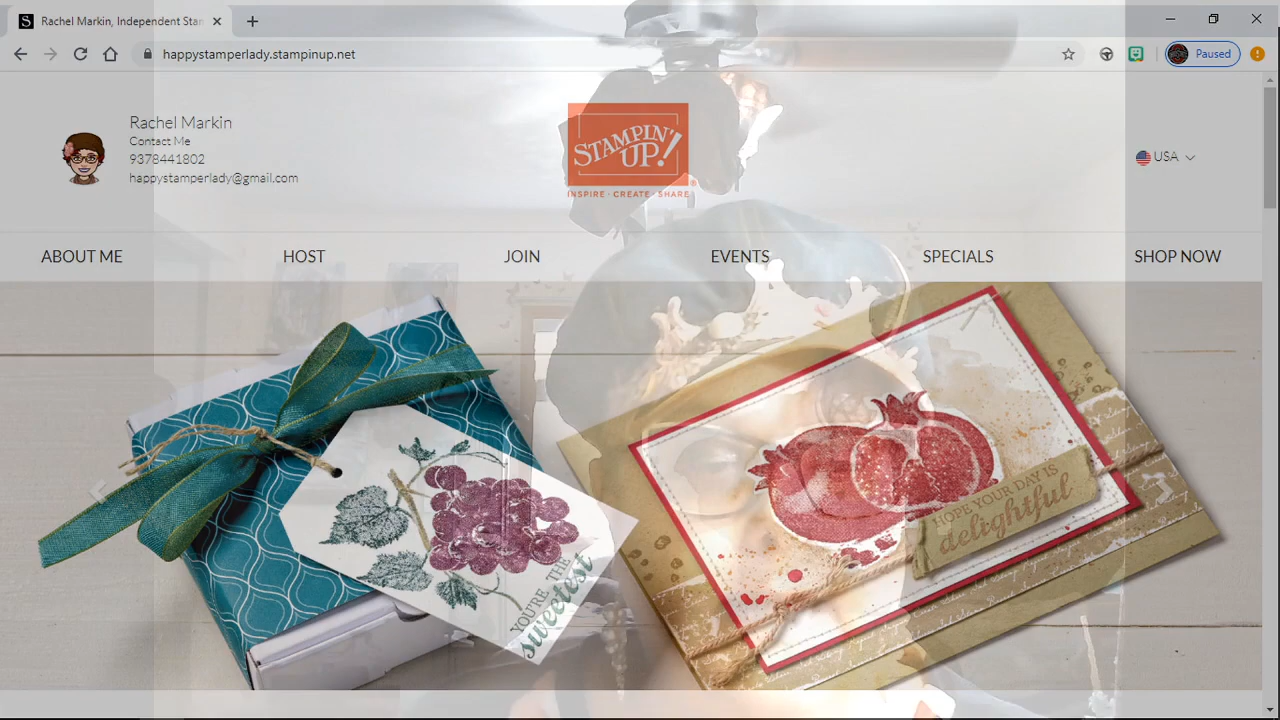 Rachel Markin, Independent Star
happystamperlady.stampinup.net
Paused
Rachel Markin
Contact Me
9378441802
happystamperlady@gmail.com
STAMPIN' UP!®
INSPIRE · CREATE · SHARE
USA
ABOUT ME
HOST
JOIN
EVENTS
SPECIALS
SHOP NOW
YOU'RE THE
sweetest
HOPE YOUR DAY IS
delightful